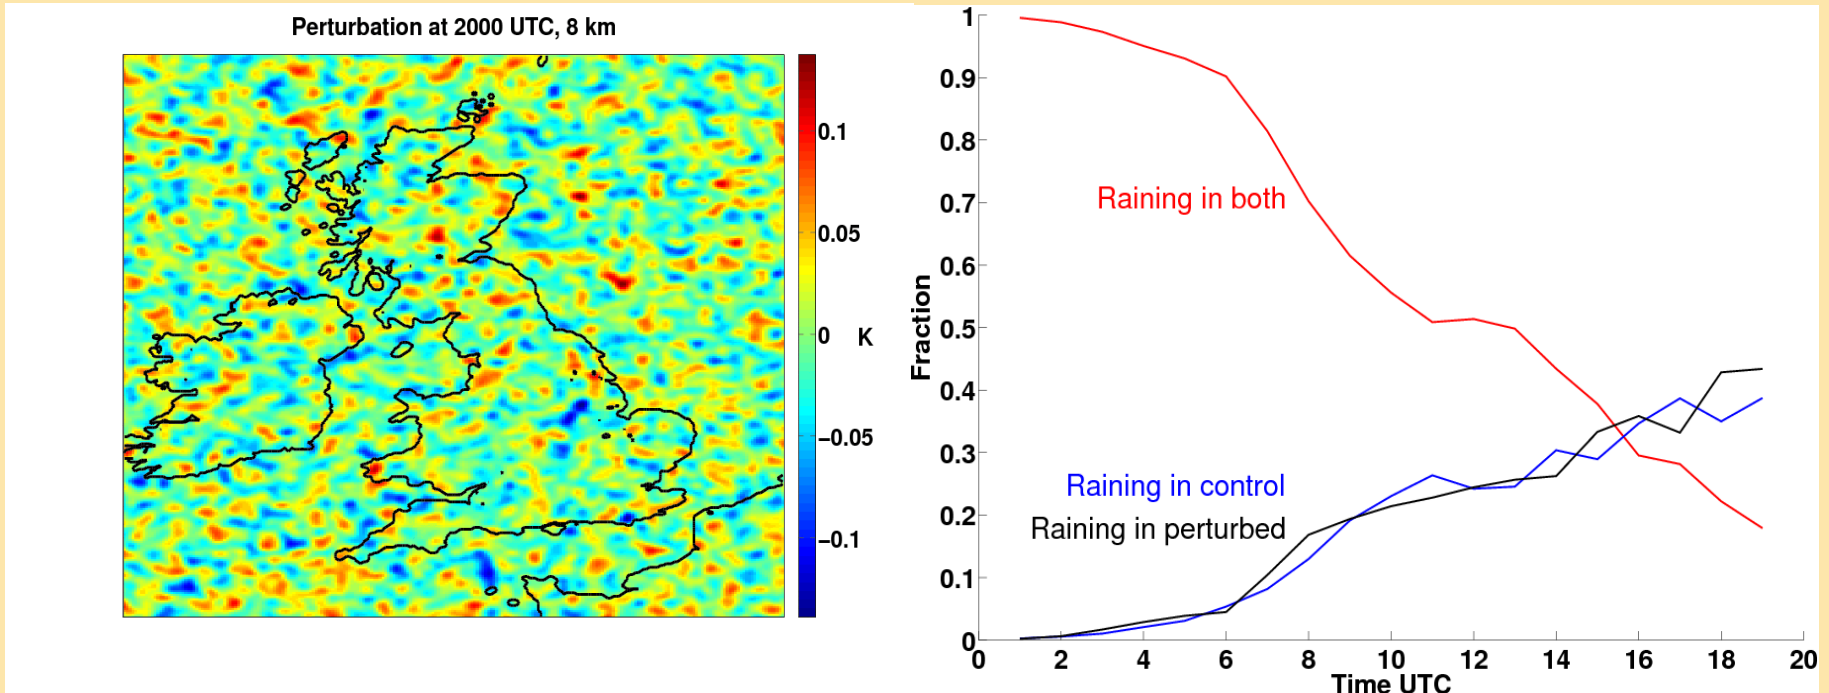 Perturbation at 2000 UTC, 8 km
0.1
0.05
0
K
−0.05
−0.1
1
0.9
0.8
0.7
0.6
0.5
0.4
0.3
0.2
0.1
0
Fraction
Raining in both
Raining in control
Raining in perturbed
0 2 4 6 8 10 12 14 16 18 20
Time UTC